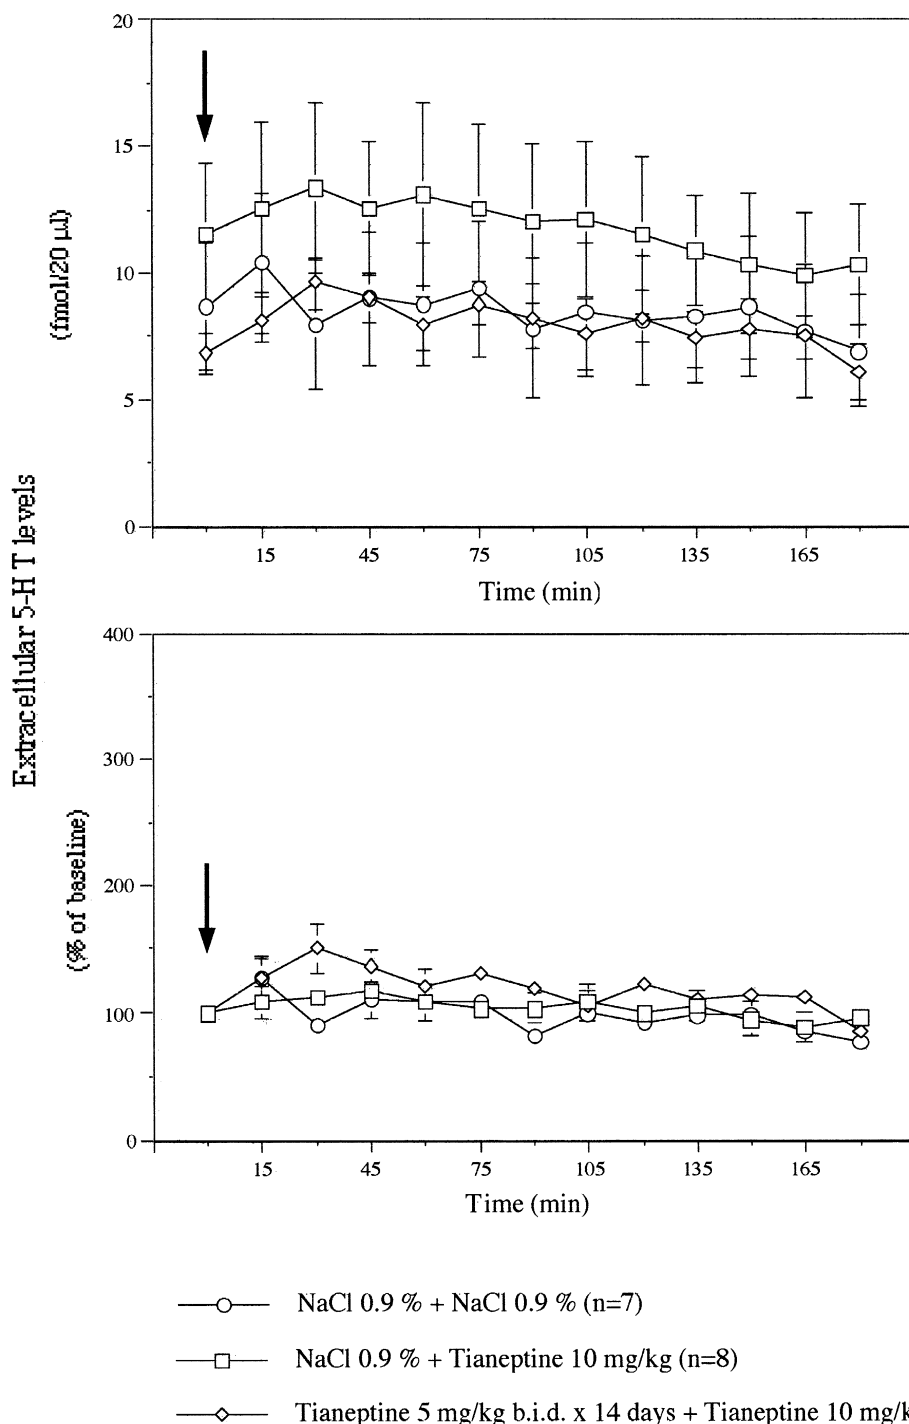 20
15
10
5
0
(fmol/20 µl)
15 45 75 105 135 165
Time (min)
Extracellular 5-HT levels
400
300
200
100
0
(% of baseline)
15 45 75 105 135 165
Time (min)
NaCl 0.9 % + NaCl 0.9 % (n=7)
NaCl 0.9 % + Tianeptine 10 mg/kg (n=8)
Tianeptine 5 mg/kg b.i.d. x 14 days + Tianeptine 10 mg/k